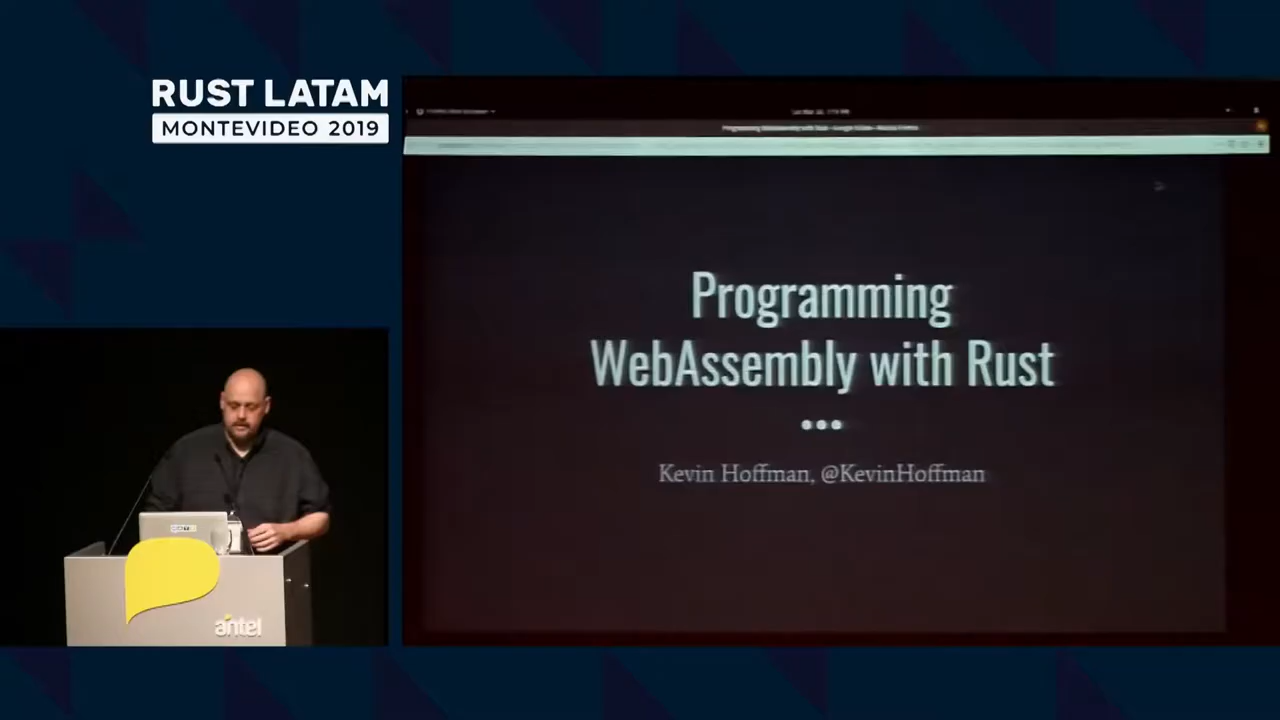 RUST LATAM
MONTEVIDEO 2019
Programming
WebAssembly with Rust
Kevin Hoffman, @KevinHoffman
antel